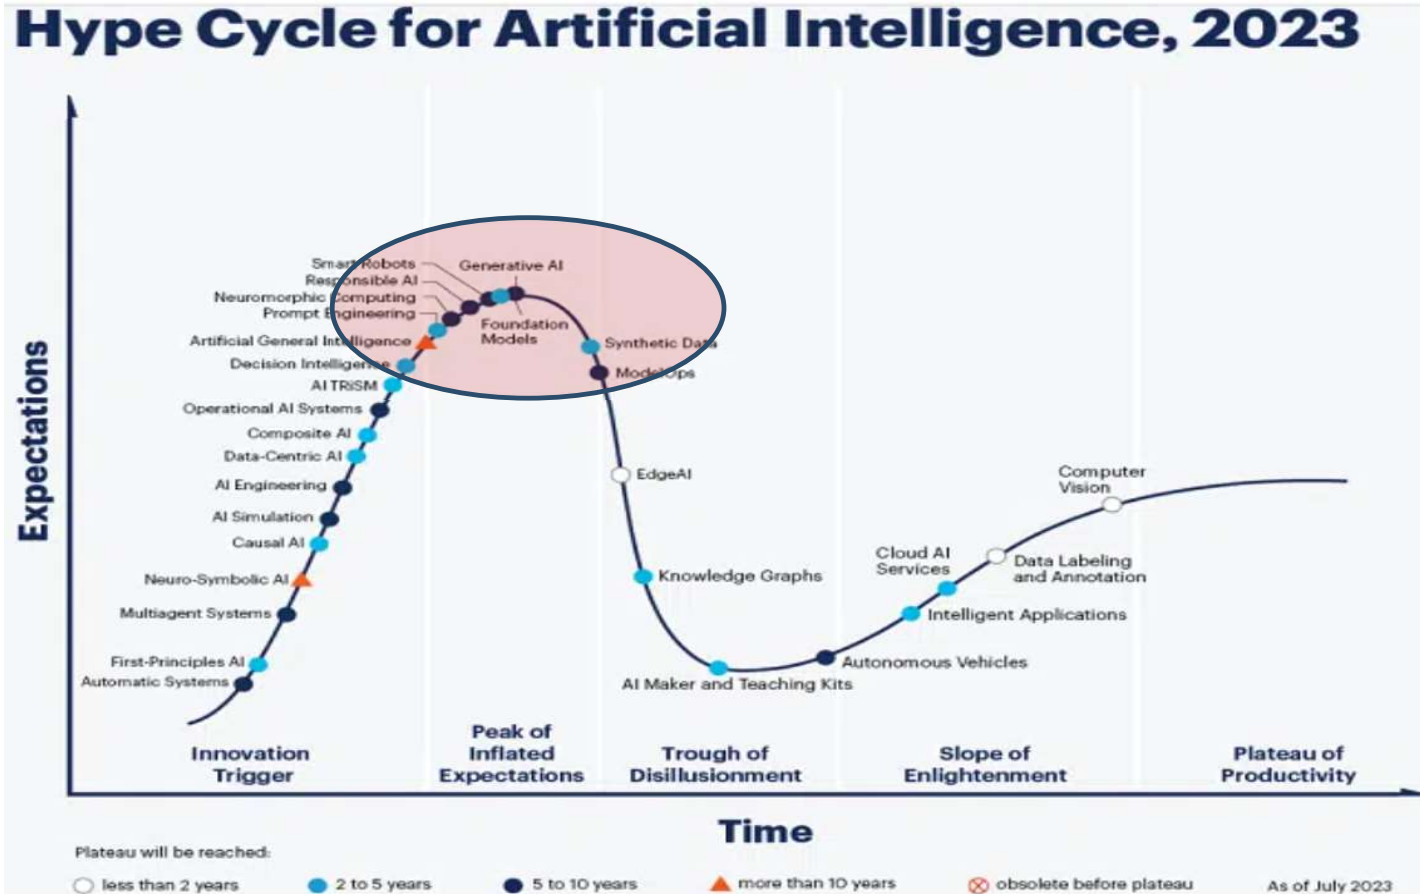 Hype Cycle for Artificial Intelligence, 2023
Expectations
Smart Robots
Responsible AI
Neuromorphic Computing
Prompt Engineering
Artificial General Intelligence
Decision Intelligence
AI TRiSM
Operational AI Systems
Composite AI
Data-Centric AI
AI Engineering
AI Simulation
Causal AI
Neuro-Symbolic AI
Multiagent Systems
First-Principles AI
Automatic Systems
Generative AI
Foundation
Models
Synthetic Data
ModelOps
EdgeAI
Knowledge Graphs
AI Maker and Teaching Kits
Autonomous Vehicles
Intelligent Applications
Cloud AI
Services
Data Labeling
and Annotation
Computer
Vision
Innovation
Trigger
Peak of
Inflated
Expectations
Trough of
Disillusionment
Slope of
Enlightenment
Plateau of
Productivity
Time
Plateau will be reached:
less than 2 years
2 to 5 years
5 to 10 years
more than 10 years
obsolete before plateau
As of July 2023